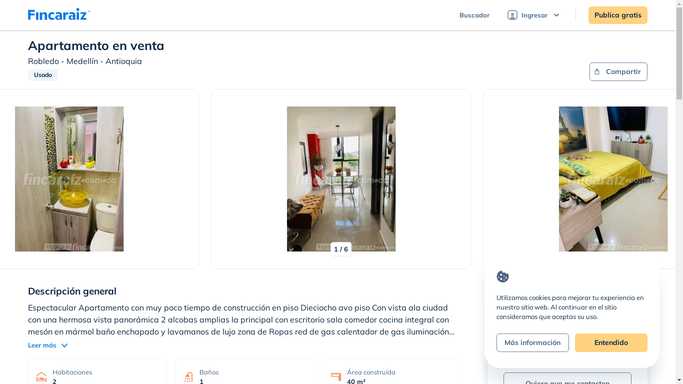 Fincaraiz
Buscador
Ingresar
Publica gratis
Apartamento en venta
Robledo - Medellín - Antioquia
Usado
Compartir
fincaraiz
fincaraiz
fincaraiz
1 / 6
Descripción general
Espectacular Apartamento con muy poco tiempo de construcción en piso Dieciocho avo piso Con vista ala ciudad
con una hermosa vista panorámica 2 alcobas amplias la principal con escritorio sala comedor cocina integral con
mesón en mármol baño enchapado y lavamanos de lujo zona de Ropas red de gas calentador de gas iluminación...
Leer más
Habitaciones
2
Baños
1
Área construida
40 m²
Utilizamos cookies para mejorar tu experiencia en
nuestro sitio web. Al continuar en el sitio
consideramos que aceptas su uso.
Más información
Entendido
Quiero que me contacten